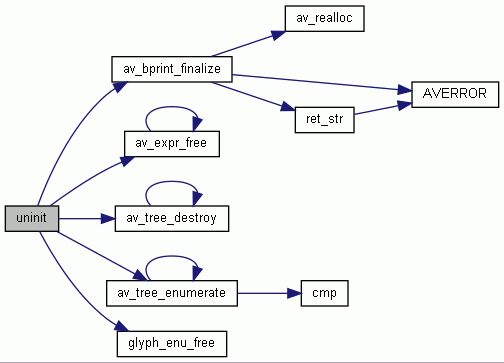 av_realloc
av_bprint_finalize
AVERROR
ret_str
av_expr_free
uninit
av_tree_destroy
av_tree_enumerate
cmp
glyph_enu_free